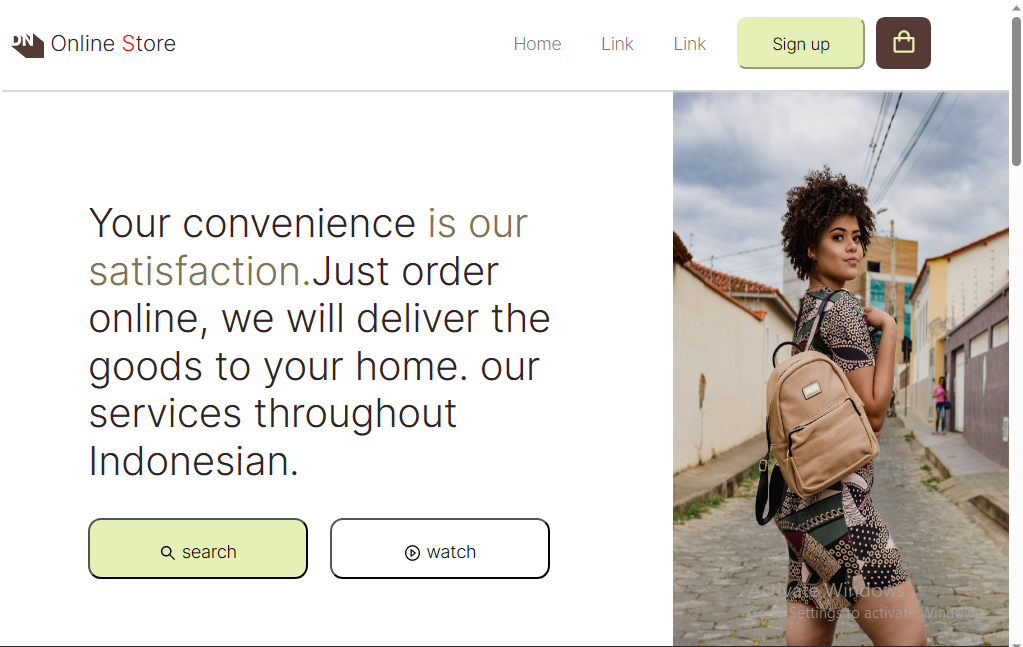 DN Online Store
Home Link Link Sign up
Your convenience is our
satisfaction.Just order
online, we will deliver the
goods to your home. our
services throughout
Indonesian.
search watch
Activate Windows
Go to Settings to activate Windows.